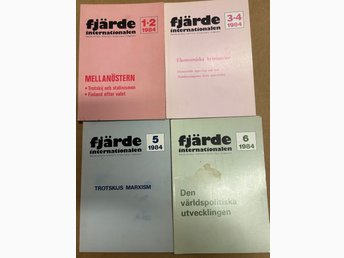 fjärde
internationalen
1-2
1984
MELLANÖSTERN
• Trotskij och stalinismen
• Finland efter valet
fjärde
internationalen
3-4
1984
Ekonomiska
fjärde
internationalen
5
1984
TROTSKIJS MARXISM
fjärde
internationalen
6
1984
Den
världspolitiska
utvecklingen